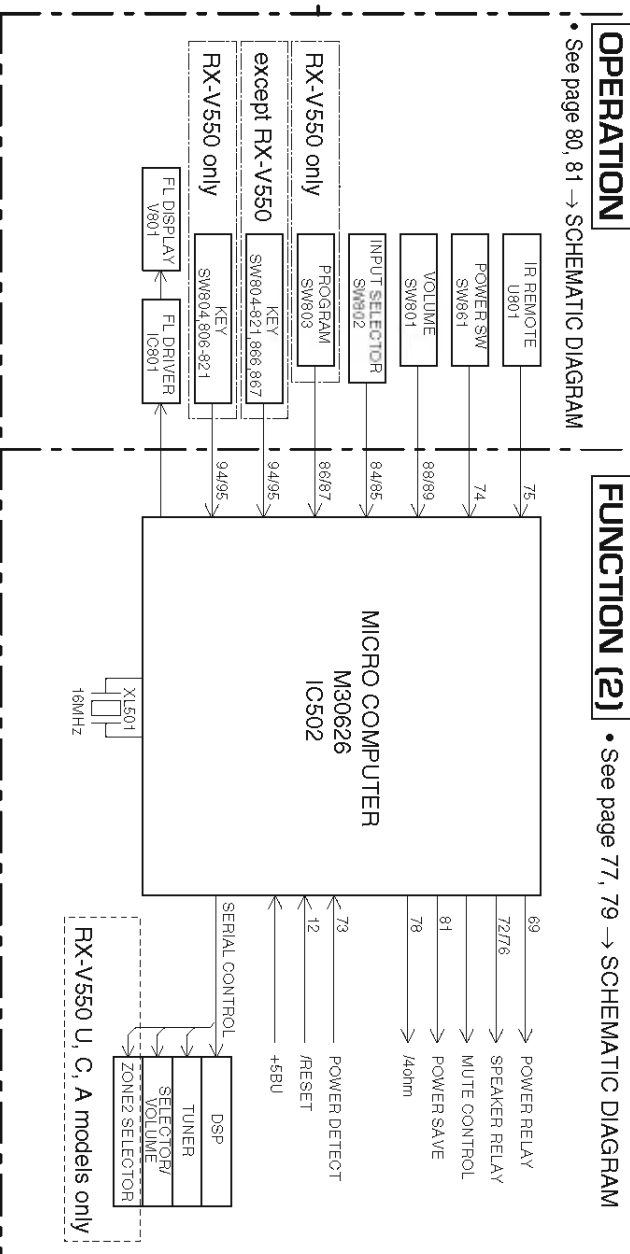 OPERATION
• See page 80, 81 → SCHEMATIC DIAGRAM
FUNCTION (2)
• See page 77, 79 → SCHEMATIC DIAGRAM
IR REMOTE
U801
75
POWER SW
SW861
74
VOLUME
SW801
88/89
INPUT SELECTOR
SW802
84/85
RX-V550 only
PROGRAM
SW803
86/87
except RX-V550
KEY
SW804-821,866,867
94/95
RX-V550 only
KEY
SW804,806-821
94/95
FL DISPLAY
V801
FL DRIVER
IC801
MICRO COMPUTER
M30626
IC502
XL501
16MHz
69
POWER RELAY
72/76
SPEAKER RELAY
MUTE CONTROL
81
POWER SAVE
78
/4ohm
73
POWER DETECT
12
/RESET
+5BU
SERIAL CONTROL
DSP
TUNER
SELECTOR/
VOLUME
ZONE2 SELECTOR
RX-V550 U, C, A models only